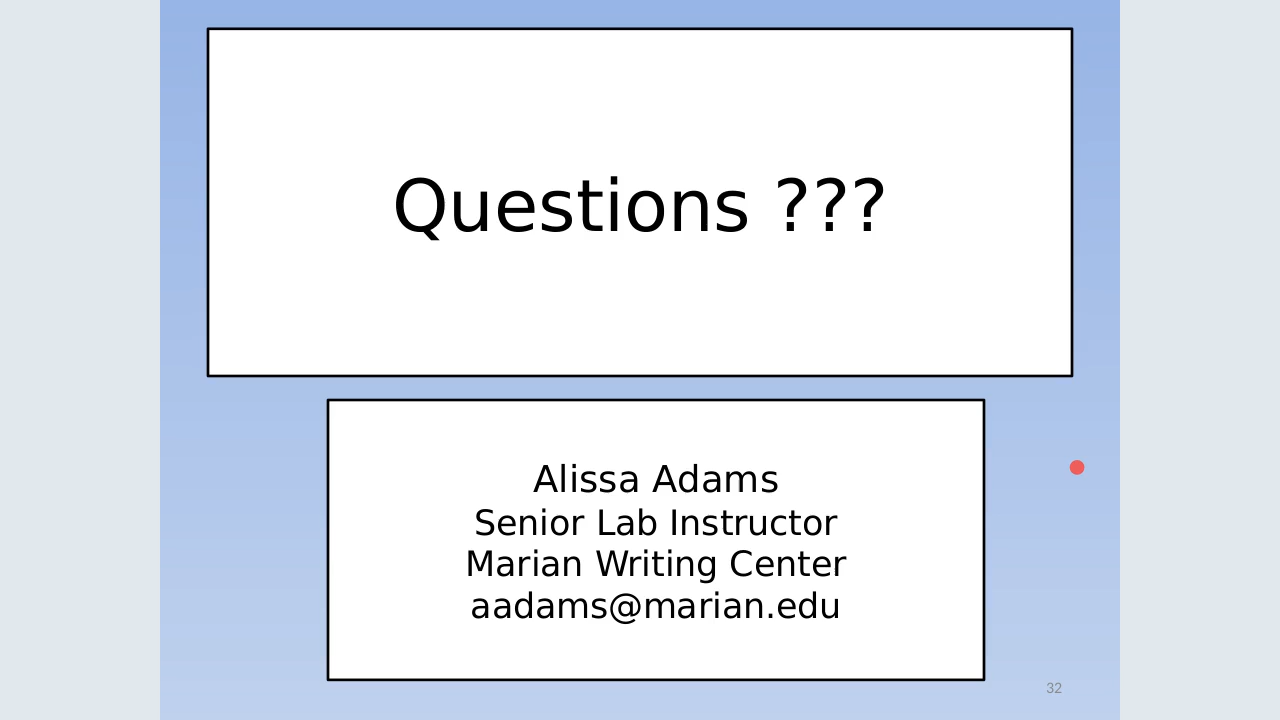 Questions ???
Alissa Adams
Senior Lab Instructor
Marian Writing Center
aadams@marian.edu
32